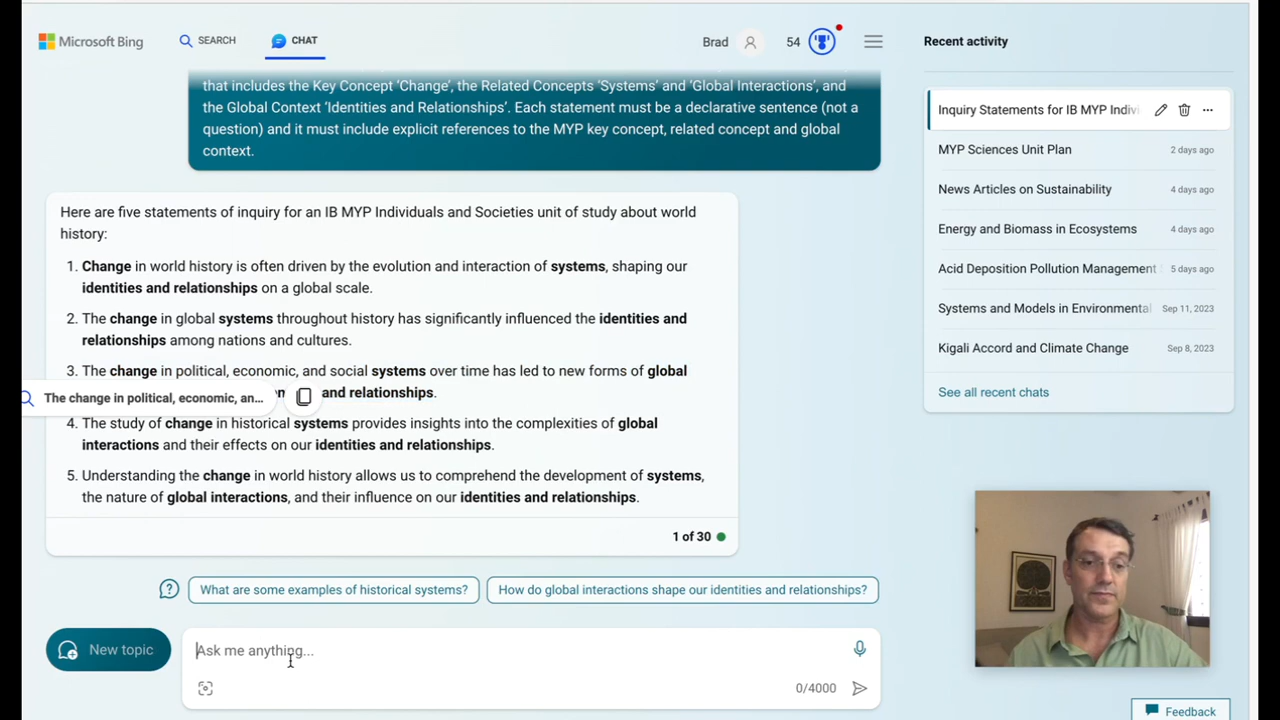 Microsoft Bing
SEARCH
CHAT
Brad
54
Recent activity
that includes the Key Concept 'Change', the Related Concepts 'Systems' and 'Global Interactions', and
the Global Context 'Identities and Relationships'. Each statement must be a declarative sentence (not a
question) and it must include explicit references to the MYP key concept, related concept and global
context.
Here are five statements of inquiry for an IB MYP Individuals and Societies unit of study about world
history:
1. Change in world history is often driven by the evolution and interaction of systems, shaping our
identities and relationships on a global scale.
2. The change in global systems throughout history has significantly influenced the identities and
relationships among nations and cultures.
3. The change in political, economic, and social systems over time has led to new forms of global
and relationships.
The change in political, economic, an...
4. The study of change in historical systems provides insights into the complexities of global
interactions and their effects on our identities and relationships.
5. Understanding the change in world history allows us to comprehend the development of systems,
the nature of global interactions, and their influence on our identities and relationships.
1 of 30
What are some examples of historical systems?
How do global interactions shape our identities and relationships?
New topic
Ask me anything...
0/4000
Inquiry Statements for IB MYP Indivi
MYP Sciences Unit Plan
2 days ago
News Articles on Sustainability
4 days ago
Energy and Biomass in Ecosystems
4 days ago
Acid Deposition Pollution Management
5 days ago
Systems and Models in Environmental
Sep 11, 2023
Kigali Accord and Climate Change
Sep 8, 2023
See all recent chats
Feedback